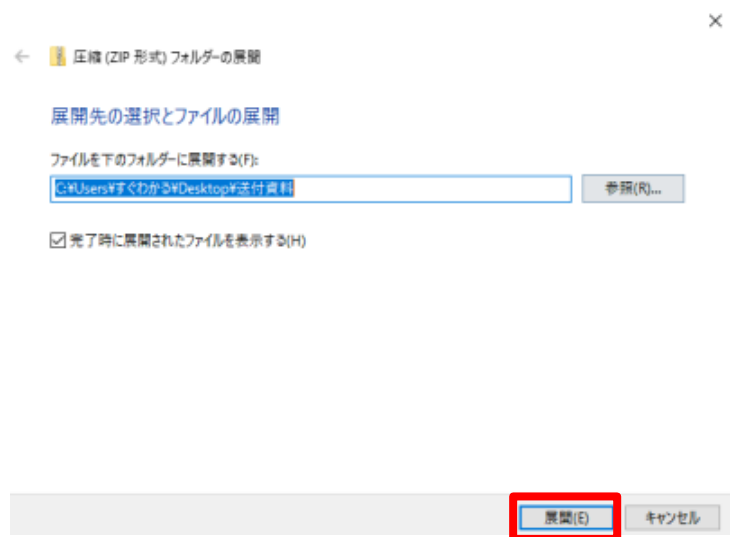 圧縮 (ZIP 形式) フォルダーの展開
展開先の選択とファイルの展開
ファイルを下のフォルダーに展開する(F):
C:¥Users¥すぐわかる¥Desktop¥送付資料
参照(R)...
完了時に展開されたファイルを表示する(H)
展開(E)
キャンセル